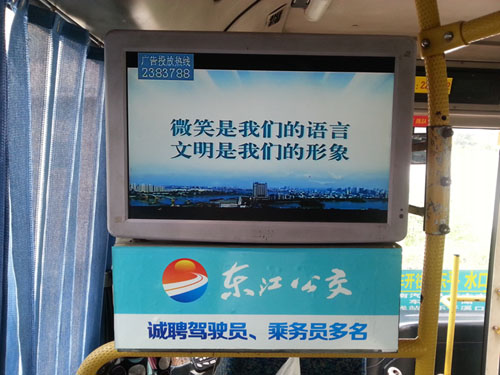 广告投放热线
2383788
微笑是我们的语言
文明是我们的形象
东江公交
诚聘驾驶员、乘务员多名